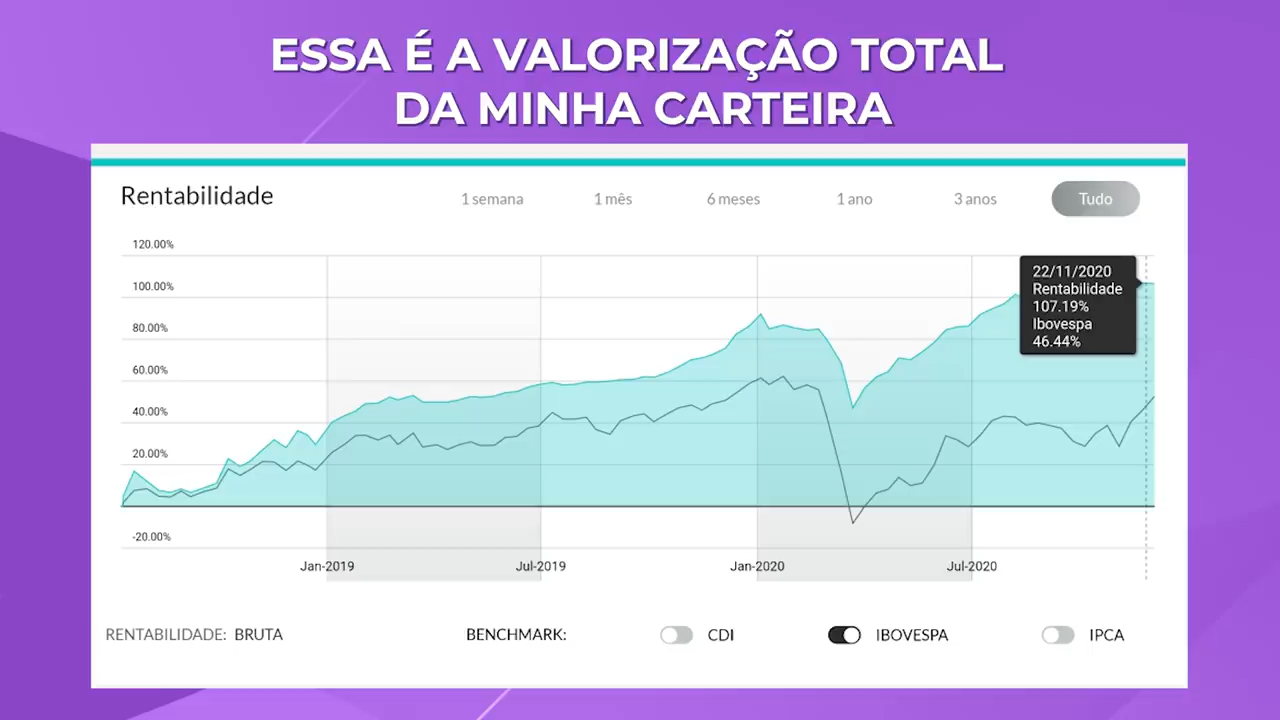 ESSA É A VALORIZAÇÃO TOTAL
DA MINHA CARTEIRA
Rentabilidade
1 semana
1 mês
6 meses
1 ano
3 anos
Tudo
120.00%
100.00%
80.00%
60.00%
40.00%
20.00%
-20.00%
22/11/2020
Rentabilidade
107.19%
Ibovespa
46.44%
Jan-2019
Jul-2019
Jan-2020
Jul-2020
RENTABILIDADE: BRUTA
BENCHMARK:
CDI
IBOVESPA
IPCA